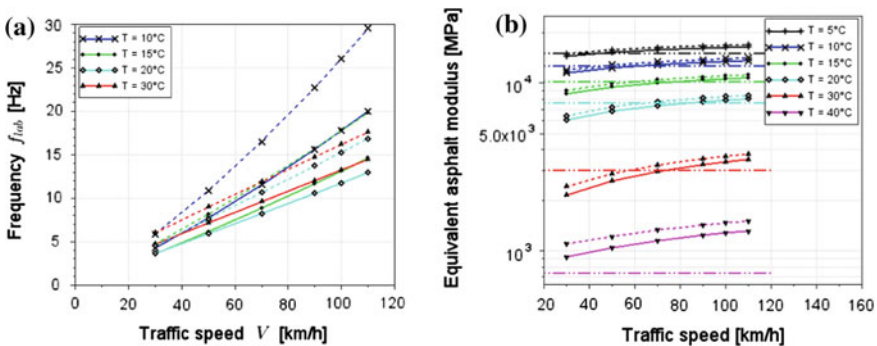 (a)
Frequency f_lab [Hz]
30
25
20
15
10
5
0
0 20 40 60 80 100 120
Traffic speed V [km/h]
T = 10°C
T = 15°C
T = 20°C
T = 30°C
(b)
Equivalent asphalt modulus [MPa]
10⁴
5.0x10³
10³
20 40 60 80 100 120 140 160
Traffic speed [km/h]
T = 5°C
T = 10°C
T = 15°C
T = 20°C
T = 30°C
T = 40°C